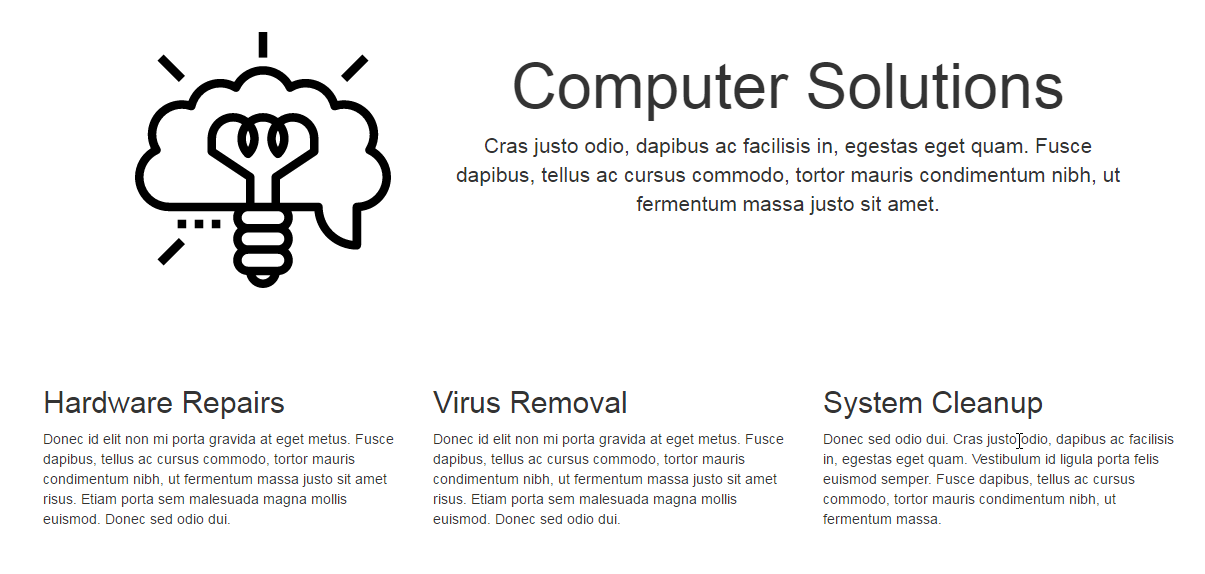 Computer Solutions
Cras justo odio, dapibus ac facilisis in, egestas eget quam. Fusce
dapibus, tellus ac cursus commodo, tortor mauris condimentum nibh, ut
fermentum massa justo sit amet.
Hardware Repairs
Donec id elit non mi porta gravida at eget metus. Fusce
dapibus, tellus ac cursus commodo, tortor mauris
condimentum nibh, ut fermentum massa justo sit amet
risus. Etiam porta sem malesuada magna mollis
euismod. Donec sed odio dui.
Virus Removal
Donec id elit non mi porta gravida at eget metus. Fusce
dapibus, tellus ac cursus commodo, tortor mauris
condimentum nibh, ut fermentum massa justo sit amet
risus. Etiam porta sem malesuada magna mollis
euismod. Donec sed odio dui.
System Cleanup
Donec sed odio dui. Cras justo odio, dapibus ac facilisis
in, egestas eget quam. Vestibulum id ligula porta felis
euismod semper. Fusce dapibus, tellus ac cursus
commodo, tortor mauris condimentum nibh, ut
fermentum massa.